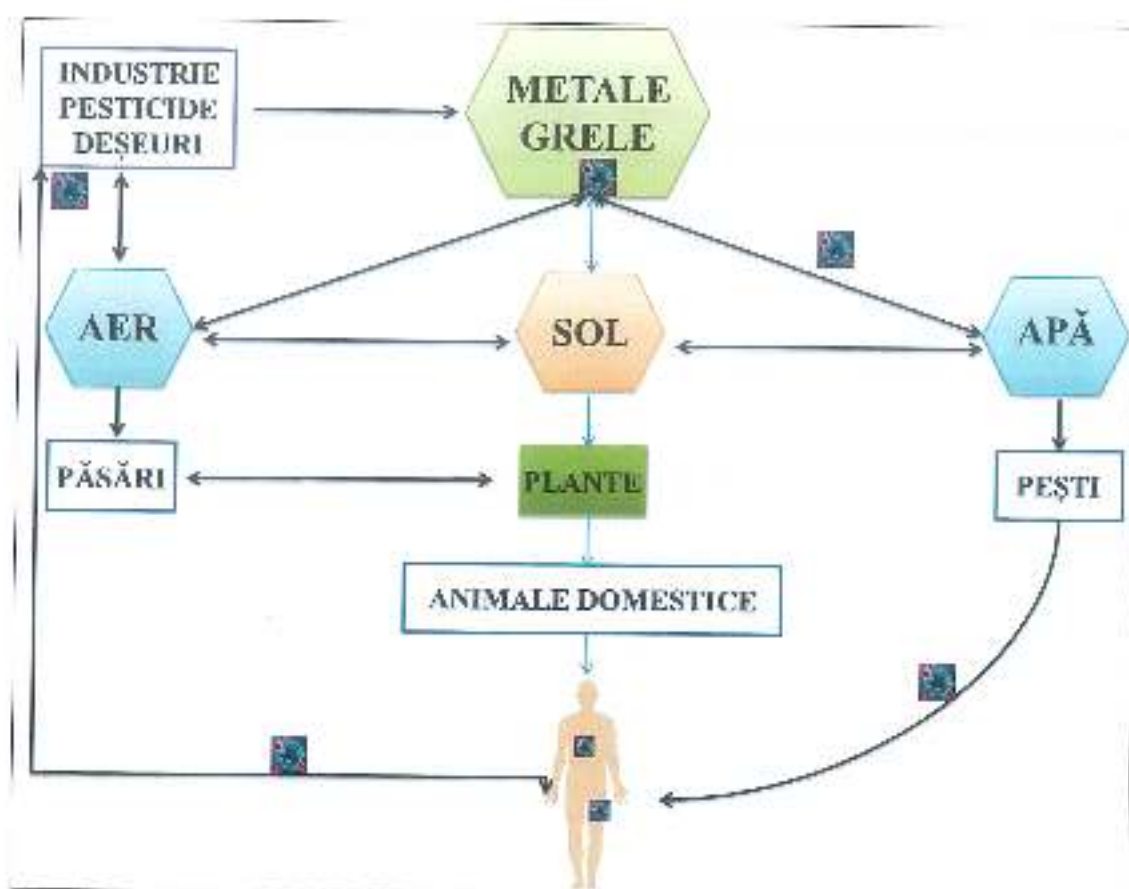 INDUSTRIE
PESTICIDE
DEȘEURI
METALE
GRELE
AER
SOL
APĂ
PĂSĂRI
PLANTE
PEȘTI
ANIMALE DOMESTICE